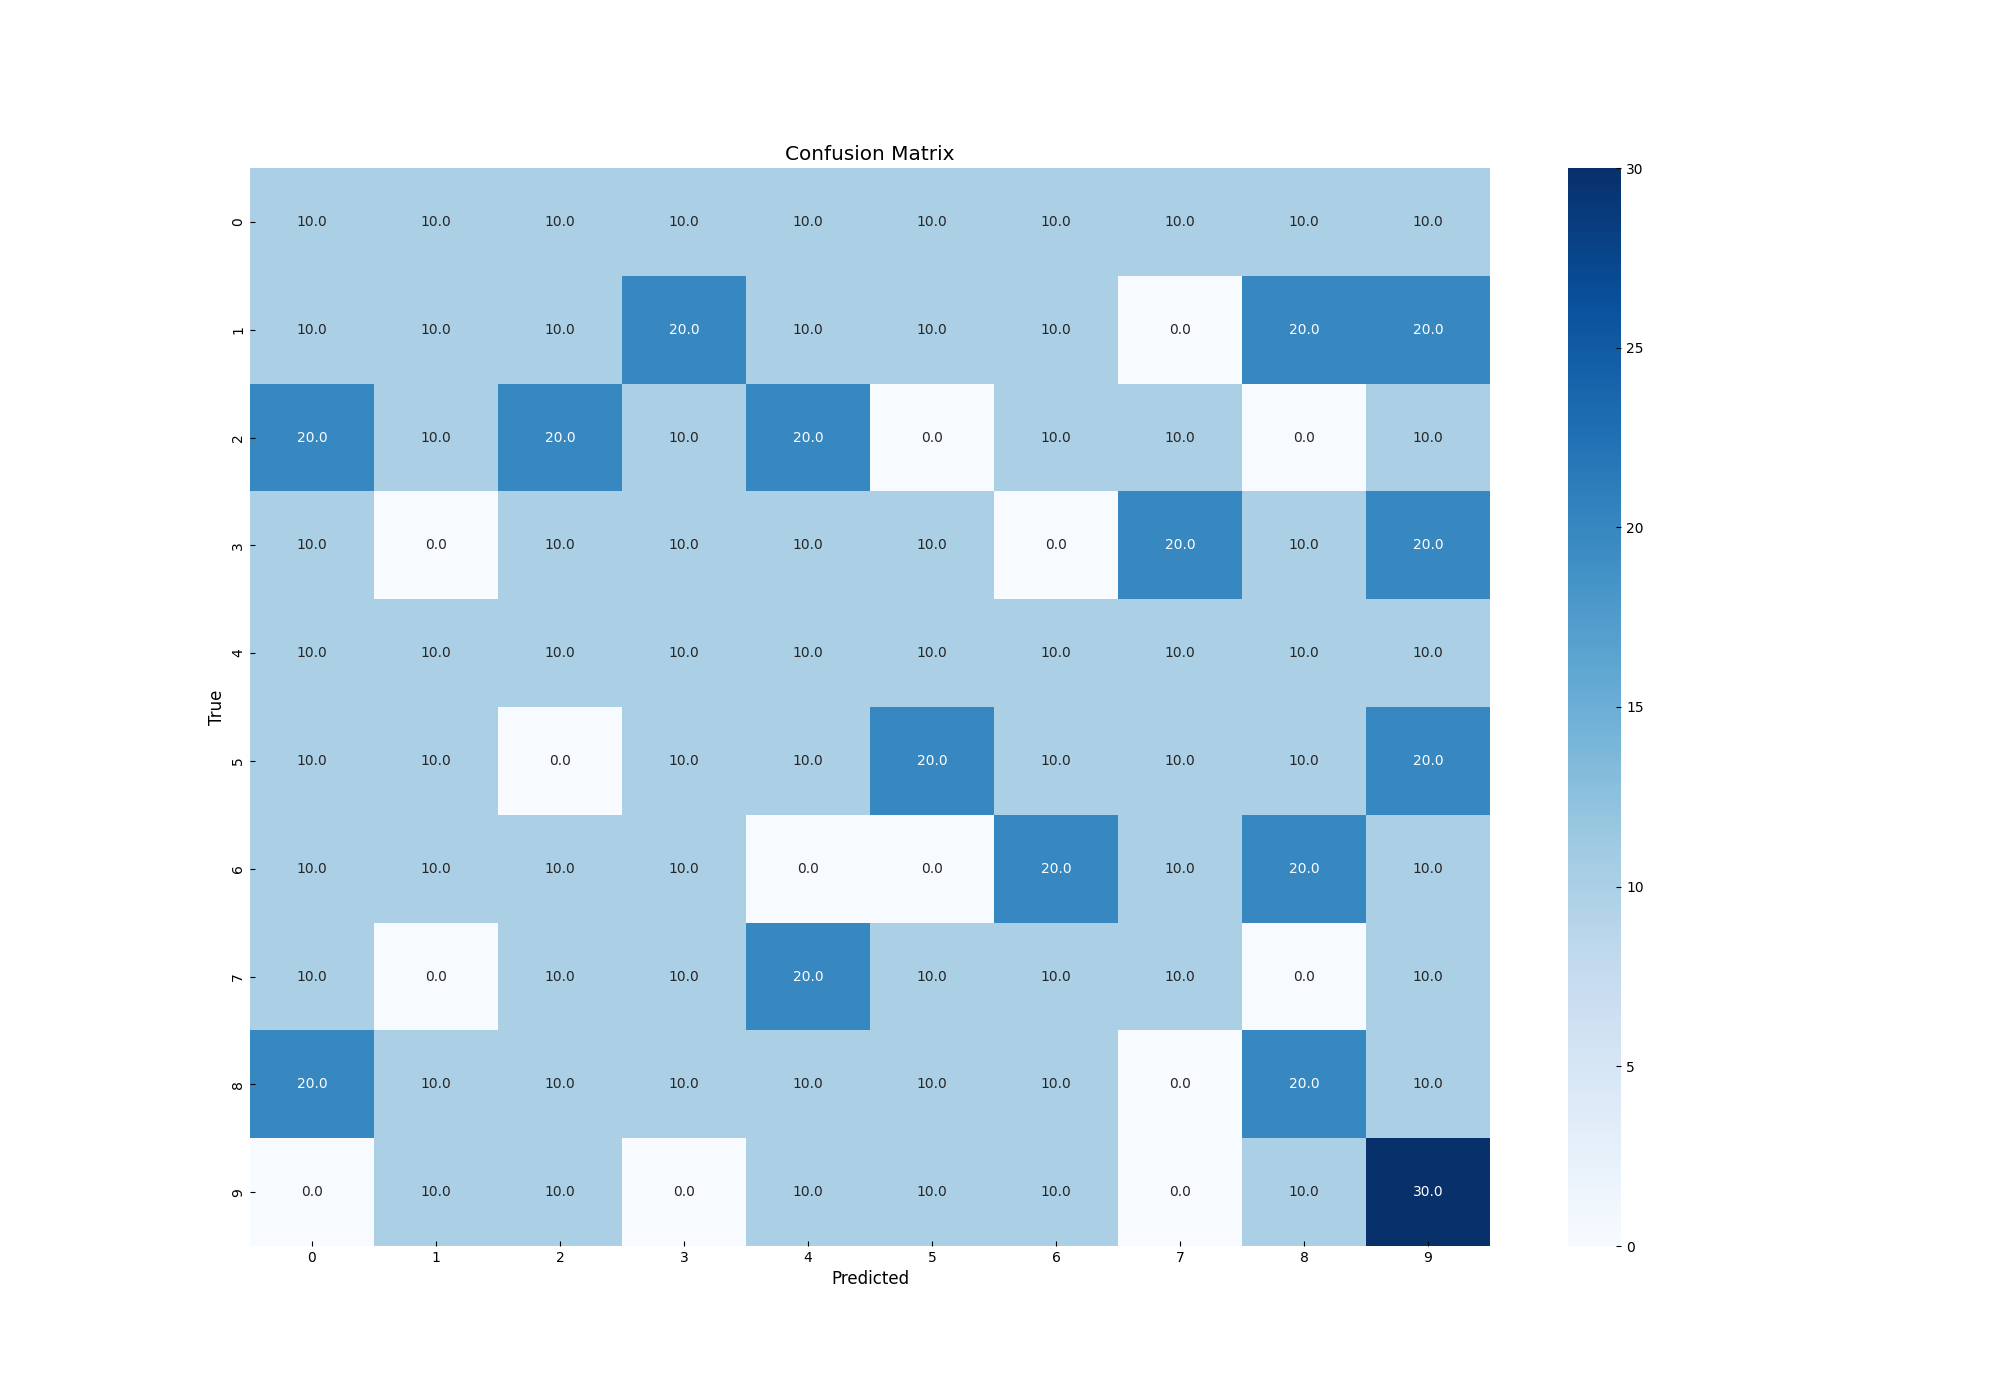 Confusion Matrix
0 10.0 10.0 10.0 10.0 10.0 10.0 10.0 10.0 10.0 10.0
1 10.0 10.0 10.0 20.0 10.0 10.0 10.0 0.0 20.0 20.0
2 20.0 10.0 20.0 10.0 20.0 0.0 10.0 10.0 0.0 10.0
3 10.0 0.0 10.0 10.0 10.0 10.0 0.0 20.0 10.0 20.0
4 10.0 10.0 10.0 10.0 10.0 10.0 10.0 10.0 10.0 10.0
5 10.0 10.0 0.0 10.0 10.0 20.0 10.0 10.0 10.0 20.0
6 10.0 10.0 10.0 10.0 0.0 0.0 20.0 10.0 20.0 10.0
7 10.0 0.0 10.0 10.0 20.0 10.0 10.0 10.0 0.0 10.0
8 20.0 10.0 10.0 10.0 10.0 10.0 10.0 0.0 20.0 10.0
9 0.0 10.0 10.0 0.0 10.0 10.0 10.0 0.0 10.0 30.0
0 1 2 3 4 5 6 7 8 9
Predicted
True
30
25
20
15
10
5
0